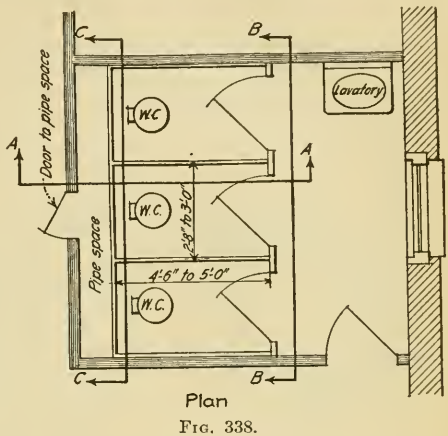 C
B
Door to pipe space
W.C
Lavatory
A
A
2'-8" to 3'-0"
W.C.
Pipe space
4'-6" to 5'-0"
W.C.
C
B
Plan
FIG. 338.